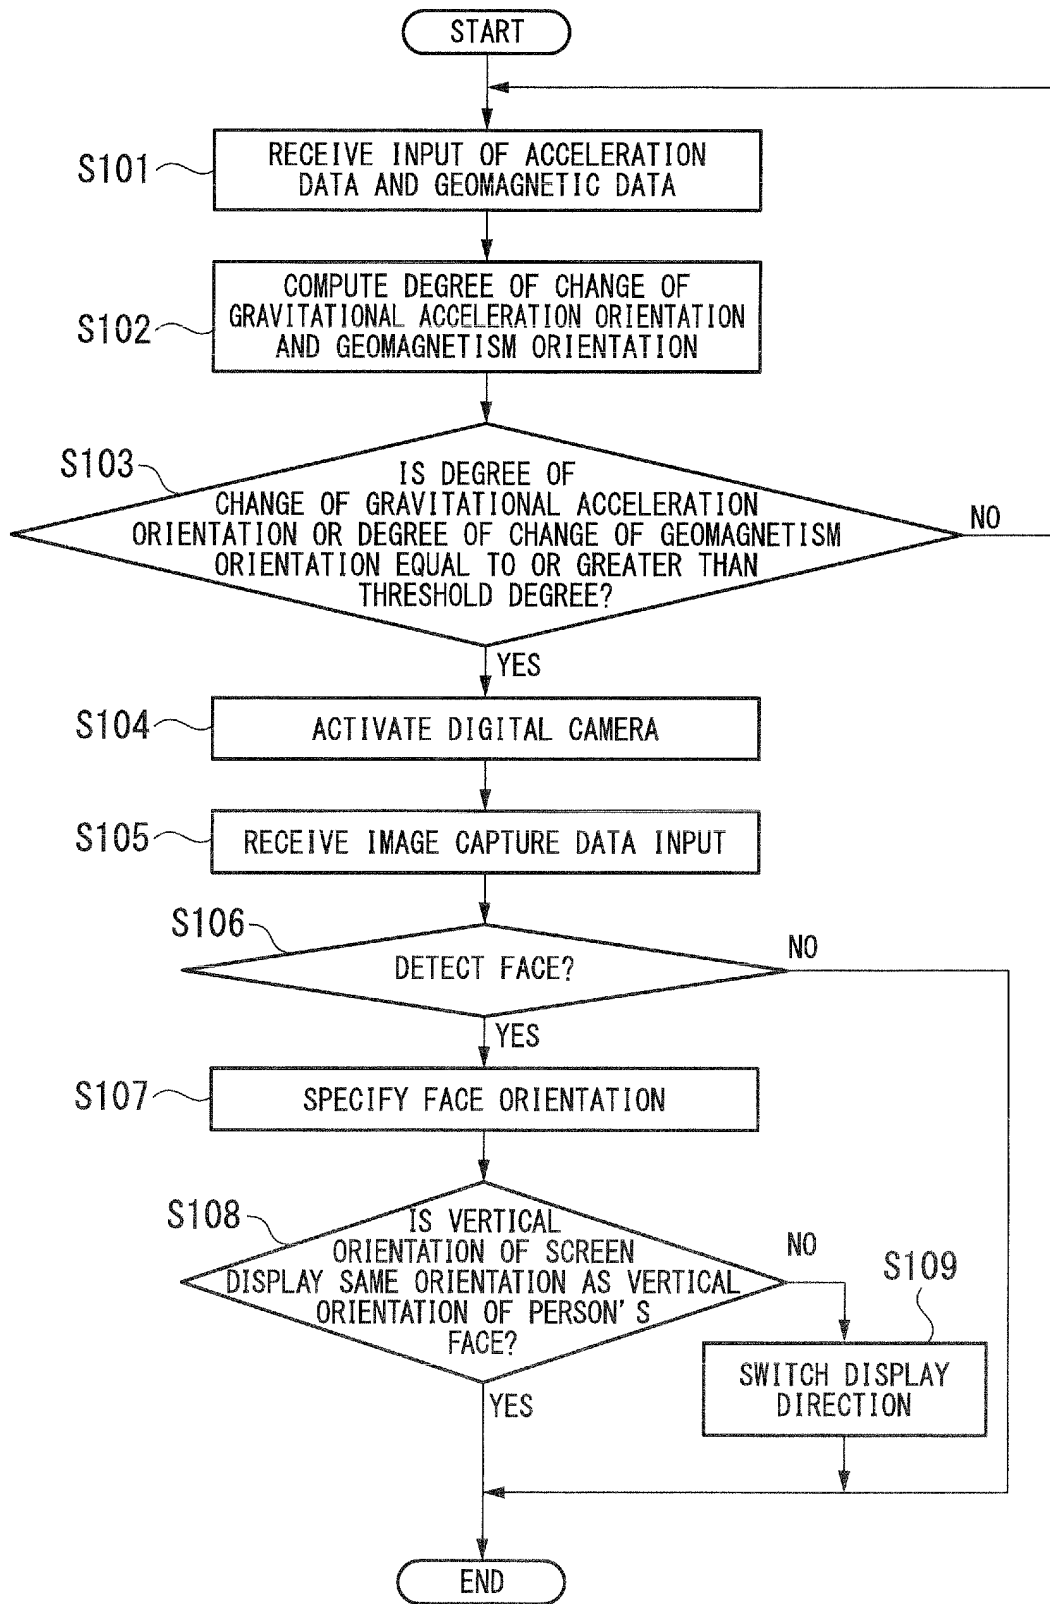 START
S101
RECEIVE INPUT OF ACCELERATION
DATA AND GEOMAGNETIC DATA
S102
COMPUTE DEGREE OF CHANGE OF
GRAVITATIONAL ACCELERATION ORIENTATION
AND GEOMAGNETISM ORIENTATION
S103
IS DEGREE OF
CHANGE OF GRAVITATIONAL ACCELERATION
ORIENTATION OR DEGREE OF CHANGE OF GEOMAGNETISM
ORIENTATION EQUAL TO OR GREATER THAN
THRESHOLD DEGREE?
NO
YES
S104
ACTIVATE DIGITAL CAMERA
S105
RECEIVE IMAGE CAPTURE DATA INPUT
S106
DETECT FACE?
NO
YES
S107
SPECIFY FACE ORIENTATION
S108
IS VERTICAL
ORIENTATION OF SCREEN
DISPLAY SAME ORIENTATION AS VERTICAL
ORIENTATION OF PERSON'S
FACE?
NO
YES
S109
SWITCH DISPLAY
DIRECTION
END